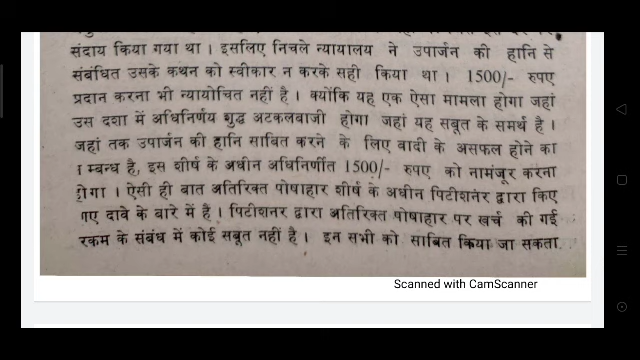 संदाय किया गया था । इसलिए निचले न्यायालय ने उपार्जन की हानि से
संबंधित उसके कथन को स्वीकार न करके सही किया था । 1500/- रुपए
प्रदान करना भी न्यायोचित नहीं है । क्योंकि यह एक ऐसा मामला होगा जहां
उस दशा में अधिनिर्णय शुद्ध अटकलबाजी होगा जहां यह सबूत के समर्थ है ।
जहां तक उपार्जन की हानि साबित करने के लिए वादी के असफल होने का
म्बन्ध है, इस शीर्ष के अधीन अधिनिर्णीत 1500/- रुपए को नामंजूर करना
होगा । ऐसी ही बात अतिरिक्त पोषाहार शीर्ष के अधीन पिटीशनर द्वारा किए
गए दावे के बारे में है । पिटीशनर द्वारा अतिरिक्त पोषाहार पर खर्च की गई
रकम के संबंध में कोई सबूत नहीं है । इन सभी को साबित किया जा सकता
Scanned with CamScanner